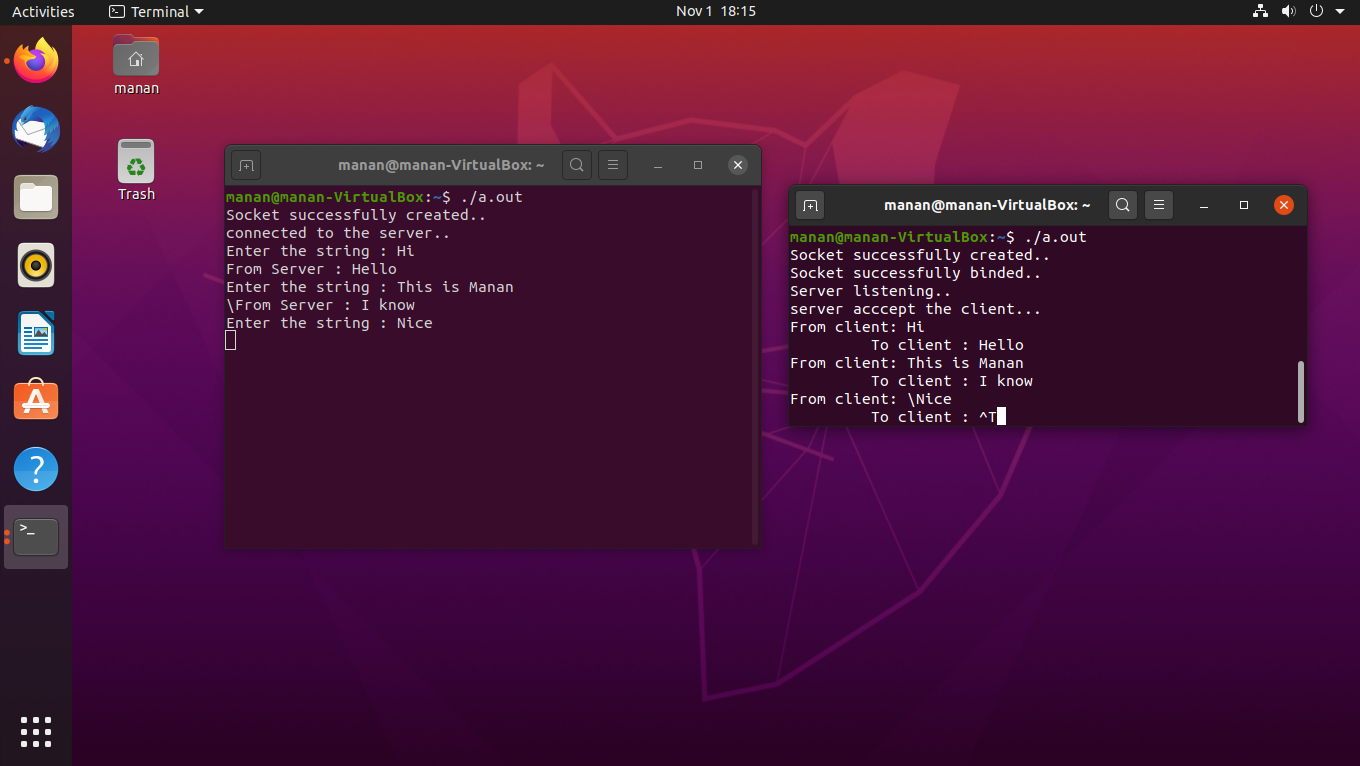 Activities
Terminal
Nov 1 18:15
manan
Trash
manan@manan-VirtualBox: ~
manan@manan-VirtualBox:~$ ./a.out
Socket successfully created..
connected to the server..
Enter the string : Hi
From Server : Hello
Enter the string : This is Manan
\From Server : I know
Enter the string : Nice
manan@manan-VirtualBox: ~
manan@manan-VirtualBox:~$ ./a.out
Socket successfully created..
Socket successfully binded..
Server listening..
server acccept the client...
From client: Hi
To client : Hello
From client: This is Manan
To client : I know
From client: \Nice
To client : ^T